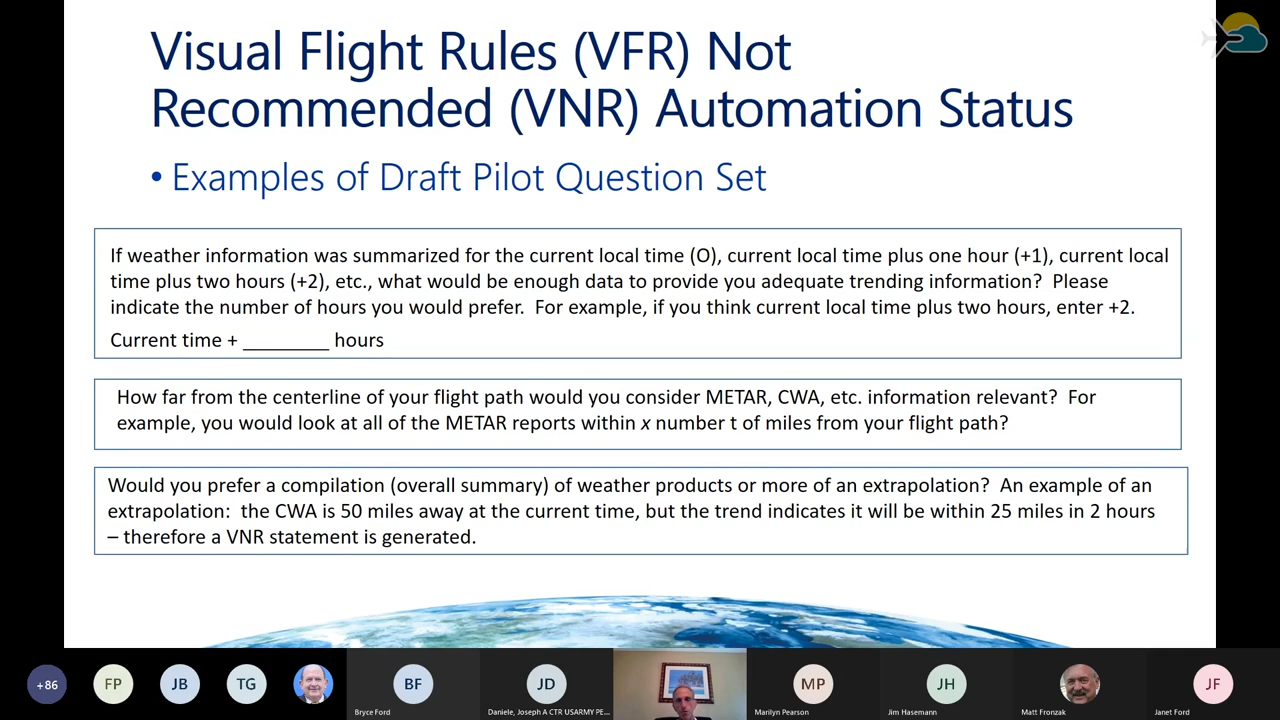 Visual Flight Rules (VFR) Not
Recommended (VNR) Automation Status
• Examples of Draft Pilot Question Set
If weather information was summarized for the current local time (O), current local time plus one hour (+1), current local
time plus two hours (+2), etc., what would be enough data to provide you adequate trending information? Please
indicate the number of hours you would prefer. For example, if you think current local time plus two hours, enter +2.
Current time + ________ hours
How far from the centerline of your flight path would you consider METAR, CWA, etc. information relevant? For
example, you would look at all of the METAR reports within x number t of miles from your flight path?
Would you prefer a compilation (overall summary) of weather products or more of an extrapolation? An example of an
extrapolation: the CWA is 50 miles away at the current time, but the trend indicates it will be within 25 miles in 2 hours
– therefore a VNR statement is generated.
+86
FP
JB
TG
BF
JD
MP
JH
JF
Bryce Ford
Daniele, Joseph A CTR USARMY PE...
Marilyn Pearson
Jim Hasemann
Matt Fronzak
Janet Ford